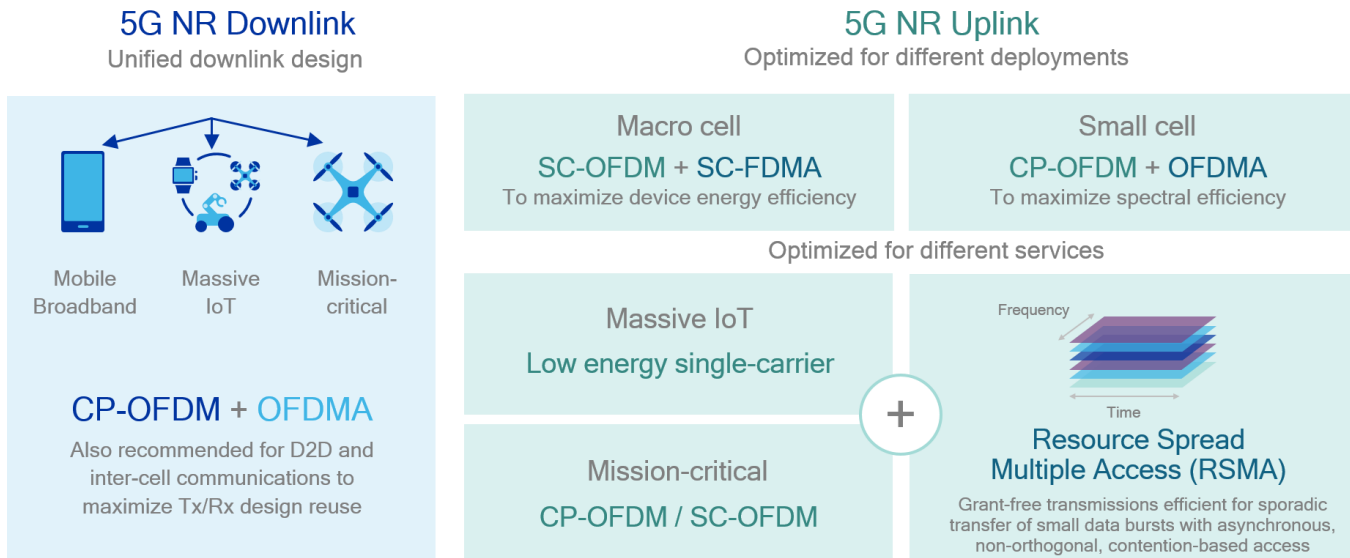 5G NR Downlink
Unified downlink design
Mobile
Broadband
Massive
IoT
Mission-
critical
CP-OFDM + OFDMA
Also recommended for D2D and
inter-cell communications to
maximize Tx/Rx design reuse
5G NR Uplink
Optimized for different deployments
Macro cell
SC-OFDM + SC-FDMA
To maximize device energy efficiency
Small cell
CP-OFDM + OFDMA
To maximize spectral efficiency
Optimized for different services
Massive IoT
Low energy single-carrier
Mission-critical
CP-OFDM / SC-OFDM
+
Frequency
Time
Resource Spread
Multiple Access (RSMA)
Grant-free transmissions efficient for sporadic
transfer of small data bursts with asynchronous,
non-orthogonal, contention-based access